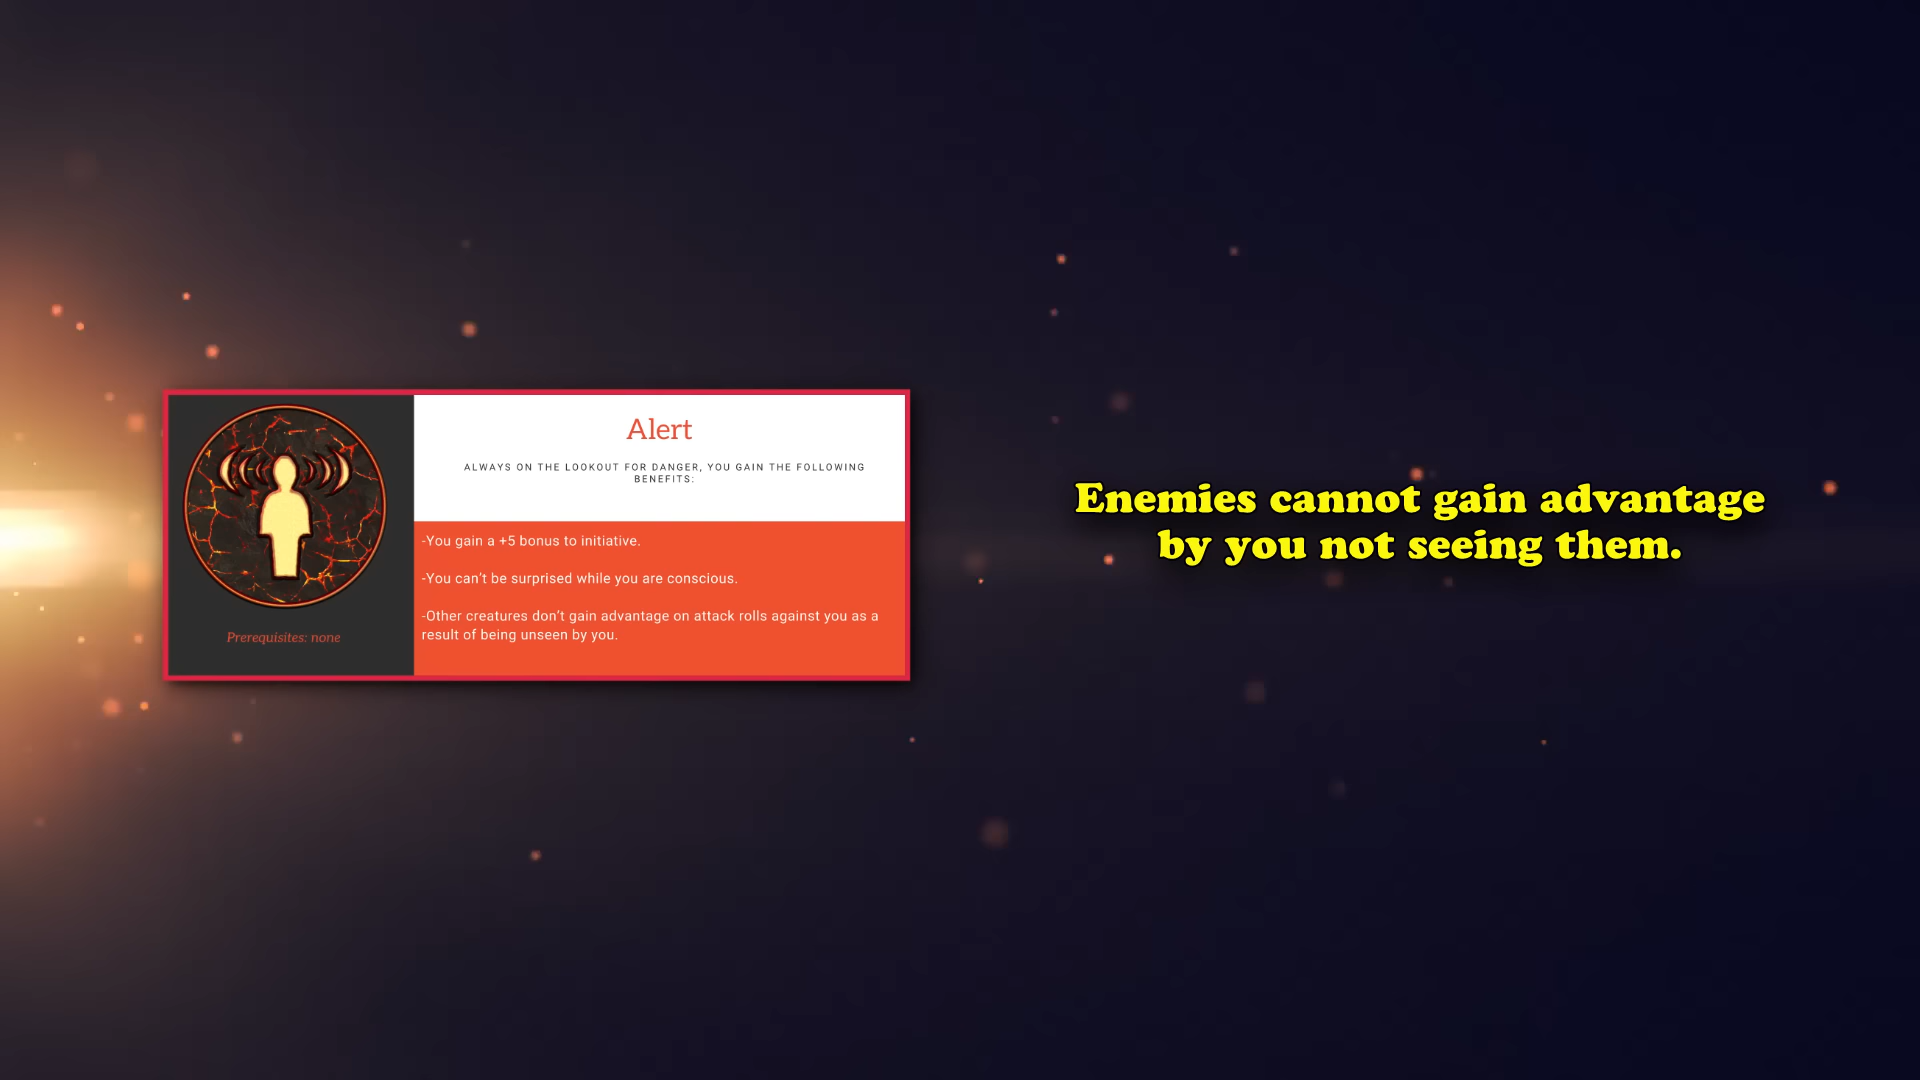 Alert
ALWAYS ON THE LOOKOUT FOR DANGER, YOU GAIN THE FOLLOWING
BENEFITS:
-You gain a +5 bonus to initiative.
-You can't be surprised while you are conscious.
-Other creatures don't gain advantage on attack rolls against you as a
result of being unseen by you.
Prerequisites: none
Enemies cannot gain advantage
by you not seeing them.